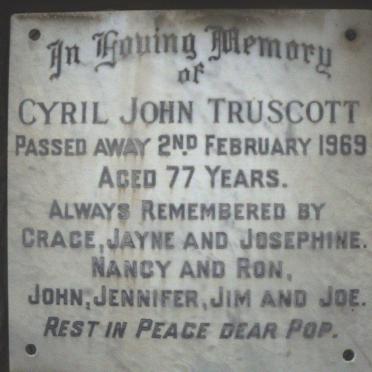 In Loving Memory
of
CYRIL JOHN TRUSCOTT
PASSED AWAY 2ND FEBRUARY 1969
AGED 77 YEARS.
ALWAYS REMEMBERED BY
GRACE, JAYNE AND JOSEPHINE.
NANCY AND RON,
JOHN, JENNIFER, JIM AND JOE.
REST IN PEACE DEAR POP.